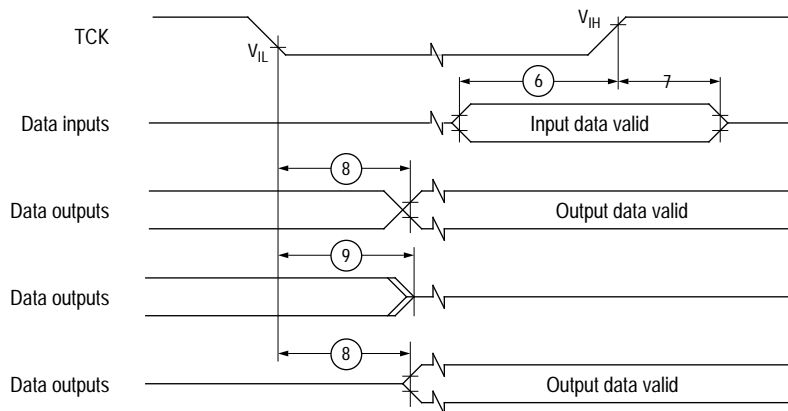 TCK
V_IL
V_IH
6
7
Data inputs
Input data valid
8
Data outputs
Output data valid
9
Data outputs
8
Data outputs
Output data valid